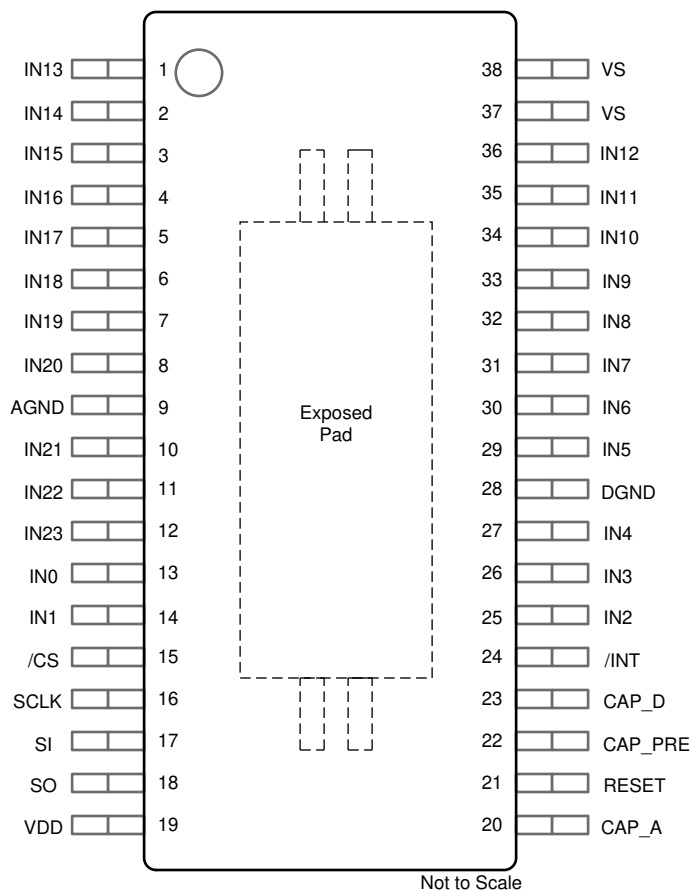 IN13 1 38 VS
IN14 2 37 VS
IN15 3 36 IN12
IN16 4 35 IN11
IN17 5 34 IN10
IN18 6 33 IN9
IN19 7 32 IN8
IN20 8 31 IN7
AGND 9 30 IN6
Exposed
Pad
IN21 10 29 IN5
IN22 11 28 DGND
IN23 12 27 IN4
IN0 13 26 IN3
IN1 14 25 IN2
/CS 15 24 /INT
SCLK 16 23 CAP_D
SI 17 22 CAP_PRE
SO 18 21 RESET
VDD 19 20 CAP_A
Not to Scale